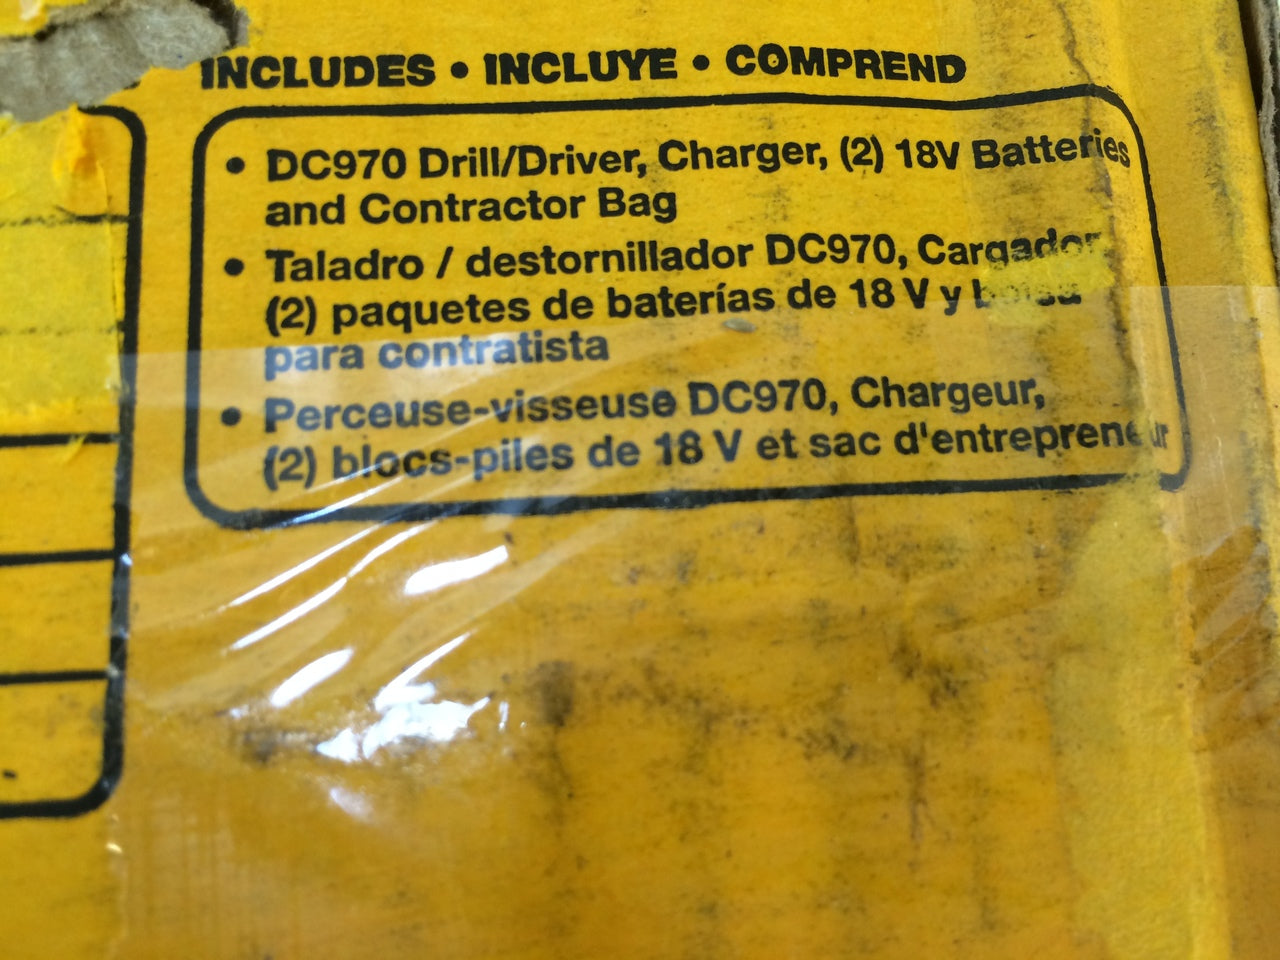 INCLUDES • INCLUYE • COMPREND
• DC970 Drill/Driver, Charger, (2) 18V Batteries
and Contractor Bag
• Taladro / destornillador DC970, Cargador,
(2) paquetes de baterías de 18 V y bolsa
para contratista
• Perceuse-visseuse DC970, Chargeur,
(2) blocs-piles de 18 V et sac d'entrepreneur